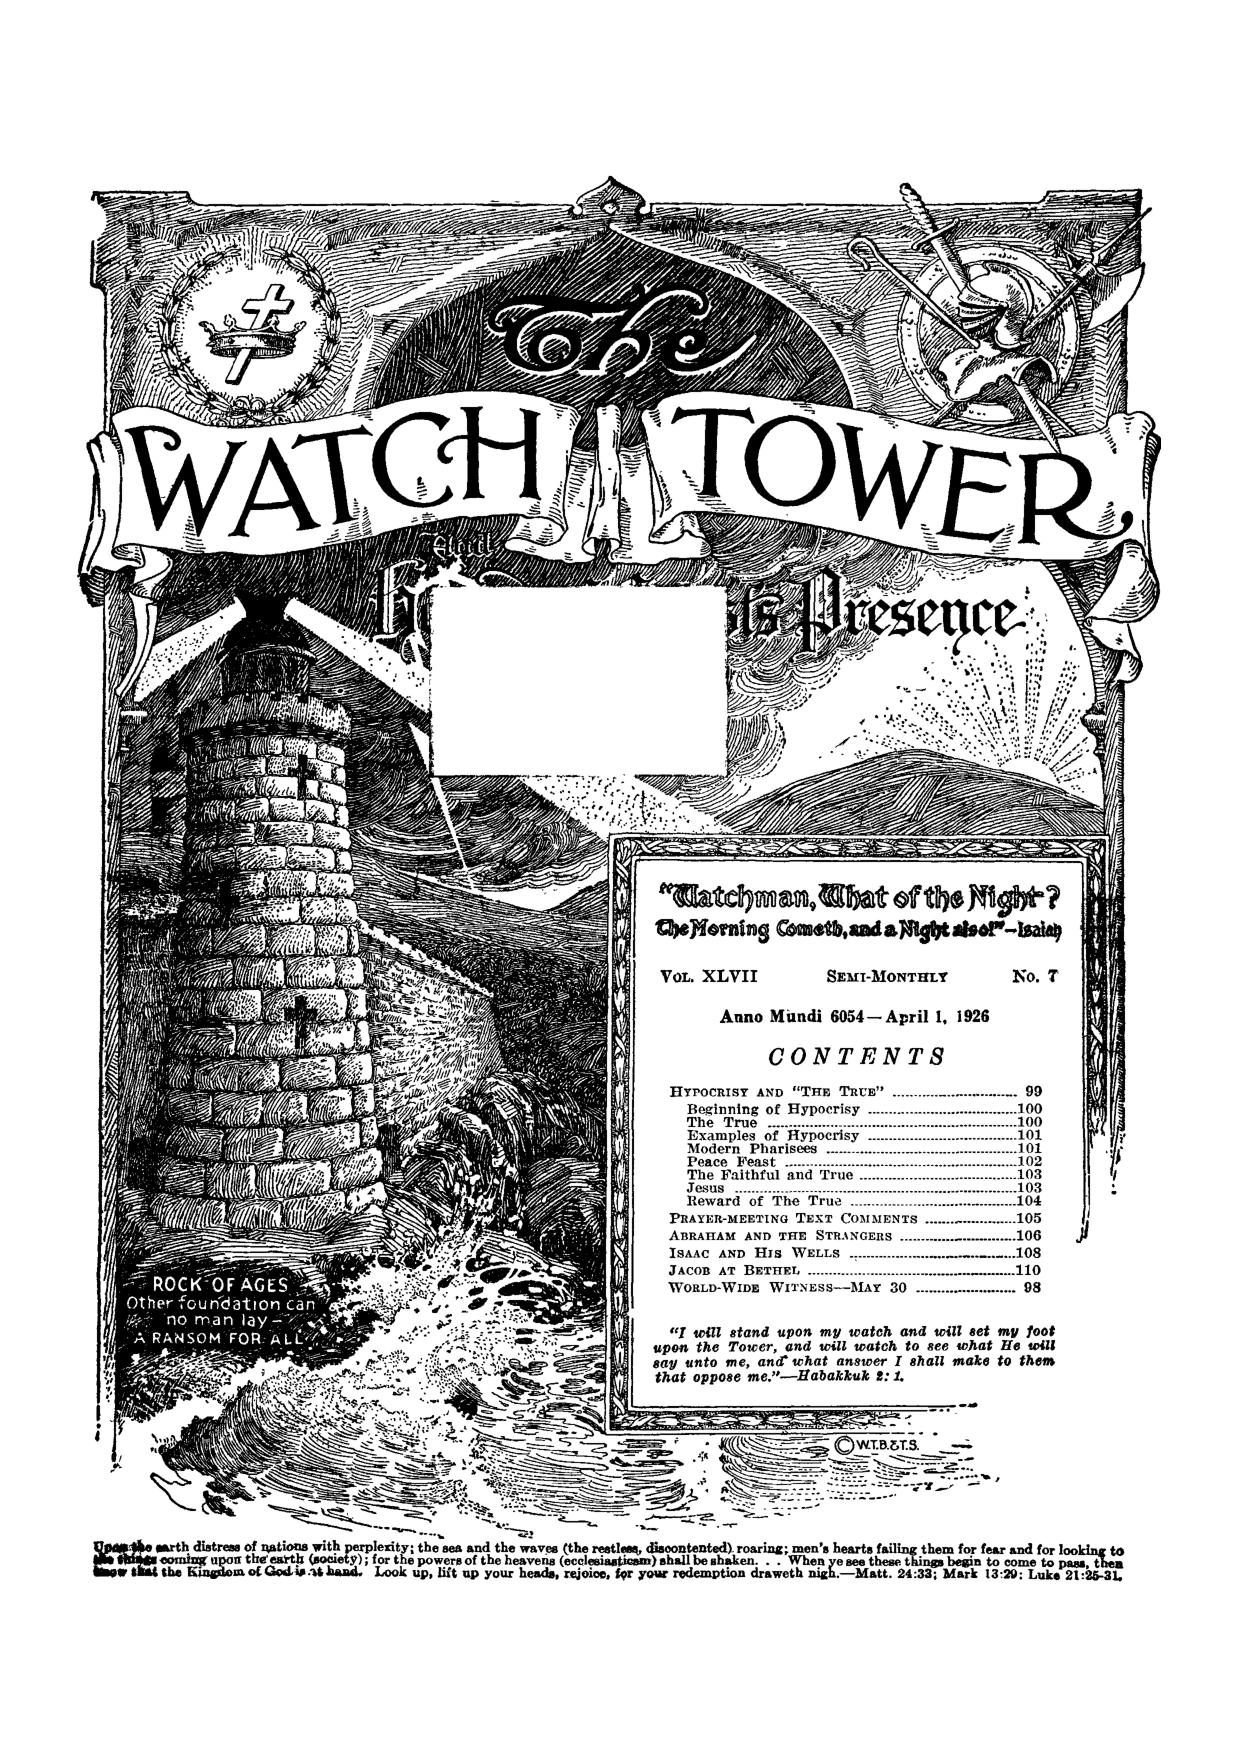 The
WATCH TOWER
And
Presence
"Watchman, What of the Night?
The Morning Cometh, and a Night also!"—Isaiah
VOL. XLVII SEMI-MONTHLY No. 7
Anno Mundi 6054—April 1, 1926
CONTENTS
HYPOCRISY AND "THE TRUE" 99
Beginning of Hypocrisy 100
The True 100
Examples of Hypocrisy 101
Modern Pharisees 101
Peace Feast 102
The Faithful and True 103
Jesus 103
Reward of The True 104
PRAYER-MEETING TEXT COMMENTS 105
ABRAHAM AND THE STRANGERS 106
ISAAC AND HIS WELLS 108
JACOB AT BETHEL 110
WORLD-WIDE WITNESS—MAY 30 98
"I will stand upon my watch and will set my foot
upon the Tower, and will watch to see what He will
say unto me, and what answer I shall make to them
that oppose me."—Habakkuk 2:1.
ROCK OF AGES
Other foundation can
no man lay—
A RANSOM FOR ALL
©W.T.B.&T.S.
Upon the earth distress of nations with perplexity; the sea and the waves (the restless, discontented) roaring; men's hearts failing them for fear and for looking to
the things coming upon the earth (society); for the powers of the heavens (ecclesiasticism) shall be shaken. . . When ye see these things begin to come to pass, then
know that the Kingdom of God is at hand. Look up, lift up your heads, rejoice, for your redemption draweth nigh.—Matt. 24:33; Mark 13:29; Luke 21:25-31.